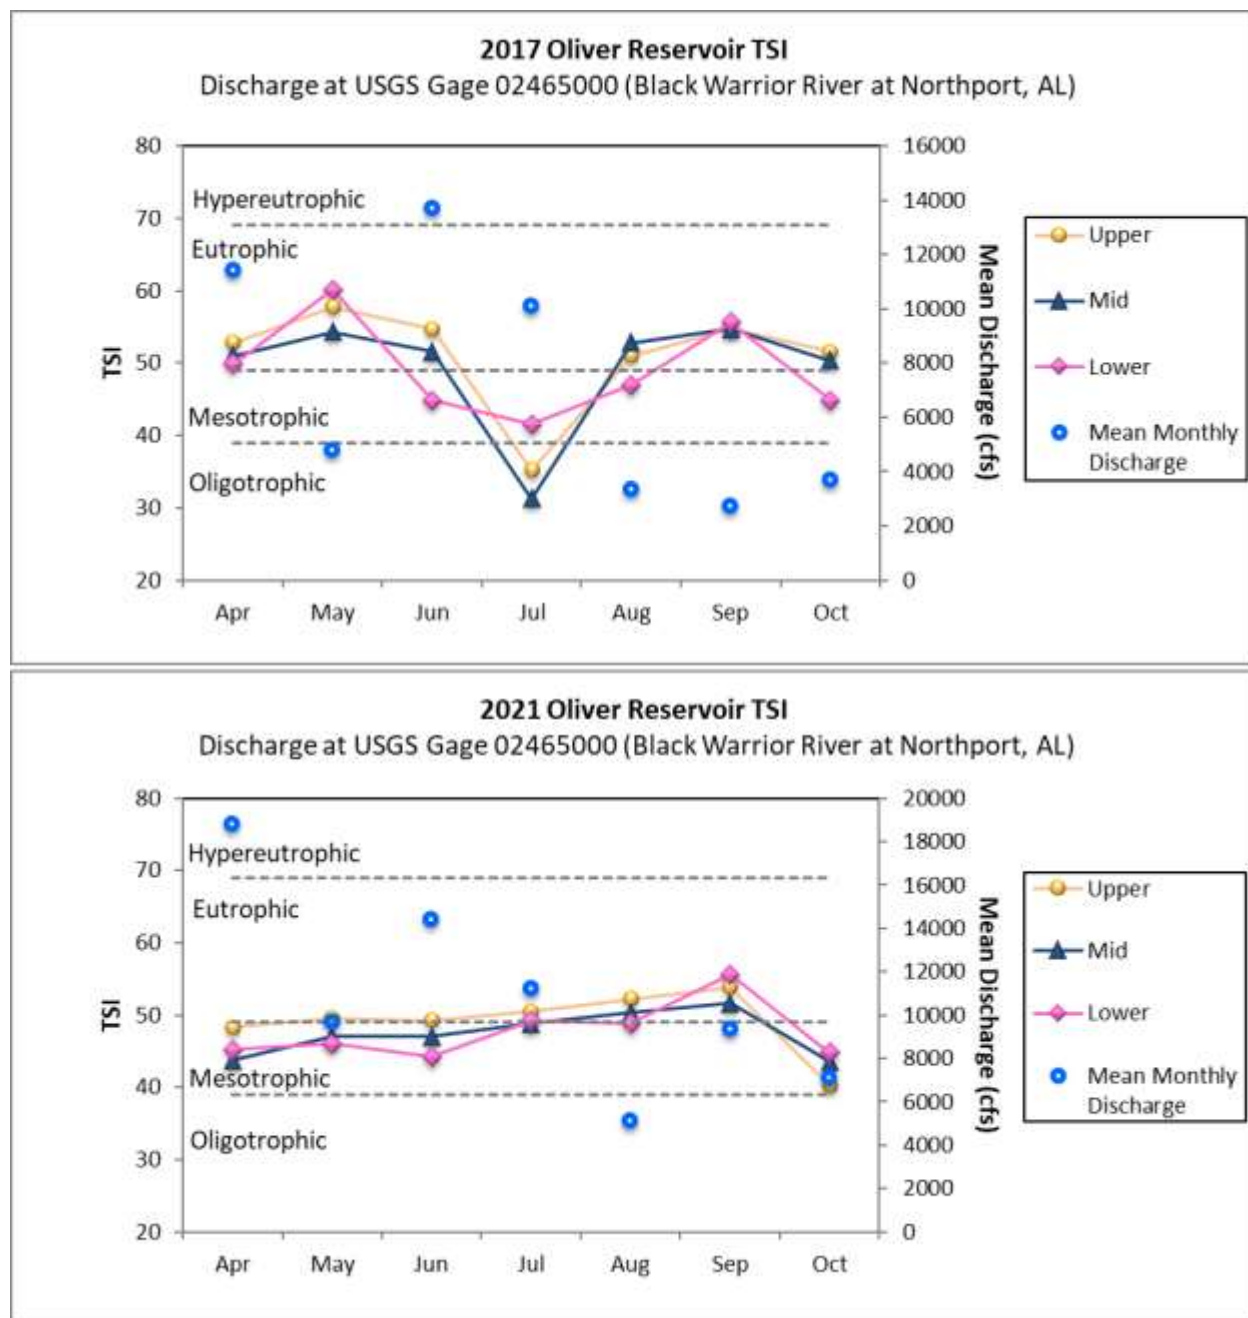 2017 Oliver Reservoir TSI
Discharge at USGS Gage 02465000 (Black Warrior River at Northport, AL)
80
70
60
50
40
30
20
TSI
Hypereutrophic
Eutrophic
Mesotrophic
Oligotrophic
16000
14000
12000
10000
8000
6000
4000
2000
0
Mean Discharge (cfs)
Apr May Jun Jul Aug Sep Oct
Upper
Mid
Lower
Mean Monthly
Discharge
2021 Oliver Reservoir TSI
Discharge at USGS Gage 02465000 (Black Warrior River at Northport, AL)
80
70
60
50
40
30
20
TSI
Hypereutrophic
Eutrophic
Mesotrophic
Oligotrophic
20000
18000
16000
14000
12000
10000
8000
6000
4000
2000
0
Mean Discharge (cfs)
Apr May Jun Jul Aug Sep Oct
Upper
Mid
Lower
Mean Monthly
Discharge